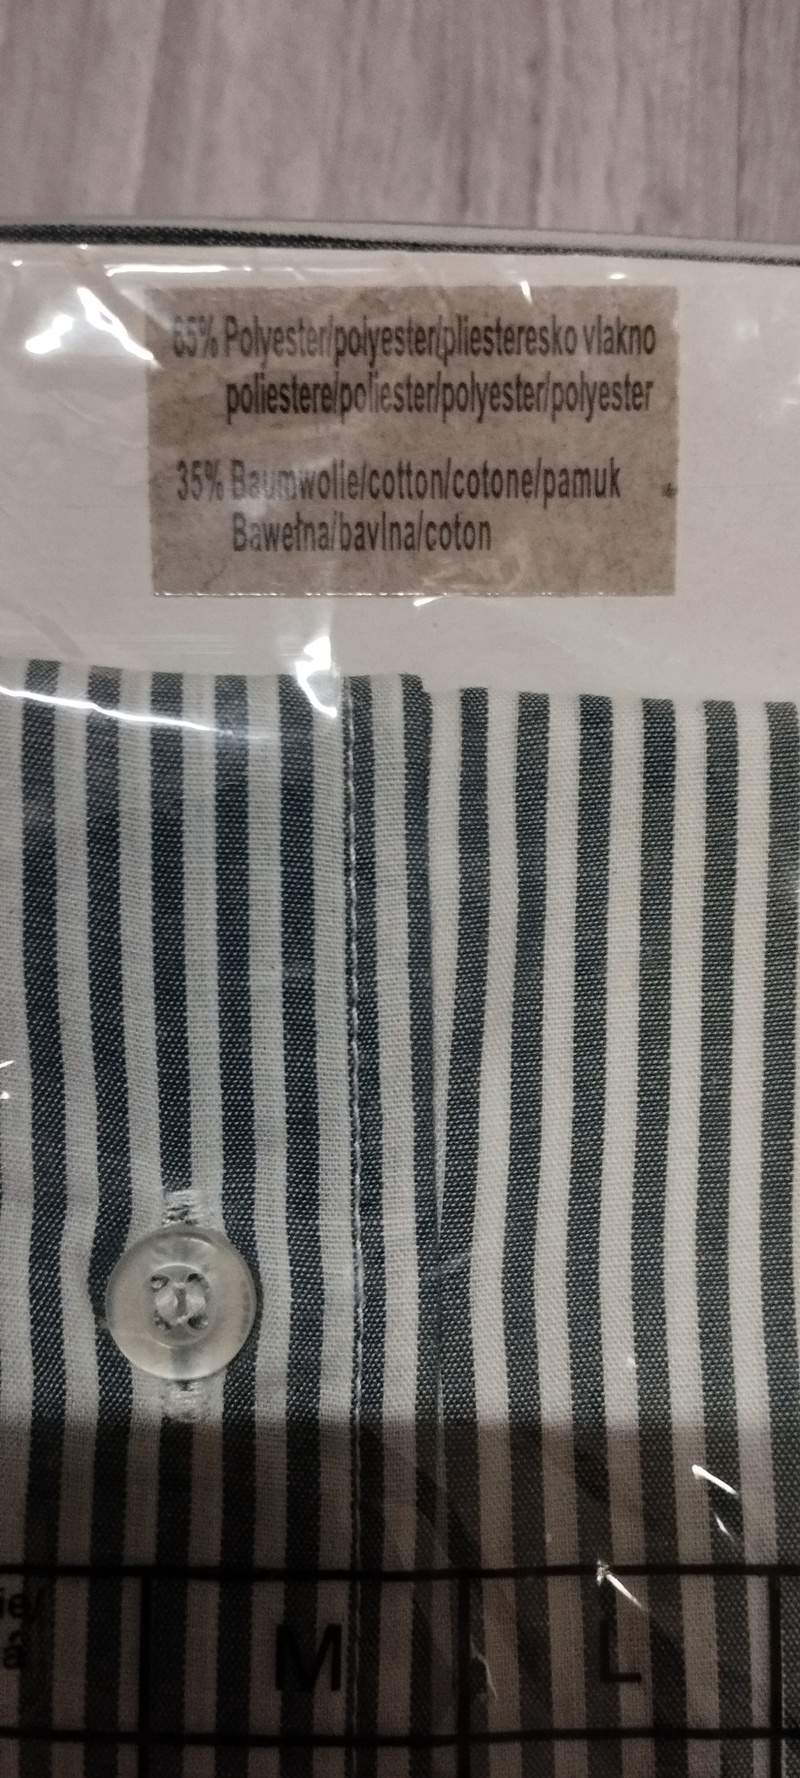 65% Polyester/polyester/pliesteresko vlakno
poliestere/poliester/polyester/polyester
35% Baumwolle/cotton/cotone/pamuk
Bawełna/bavlna/coton
M L